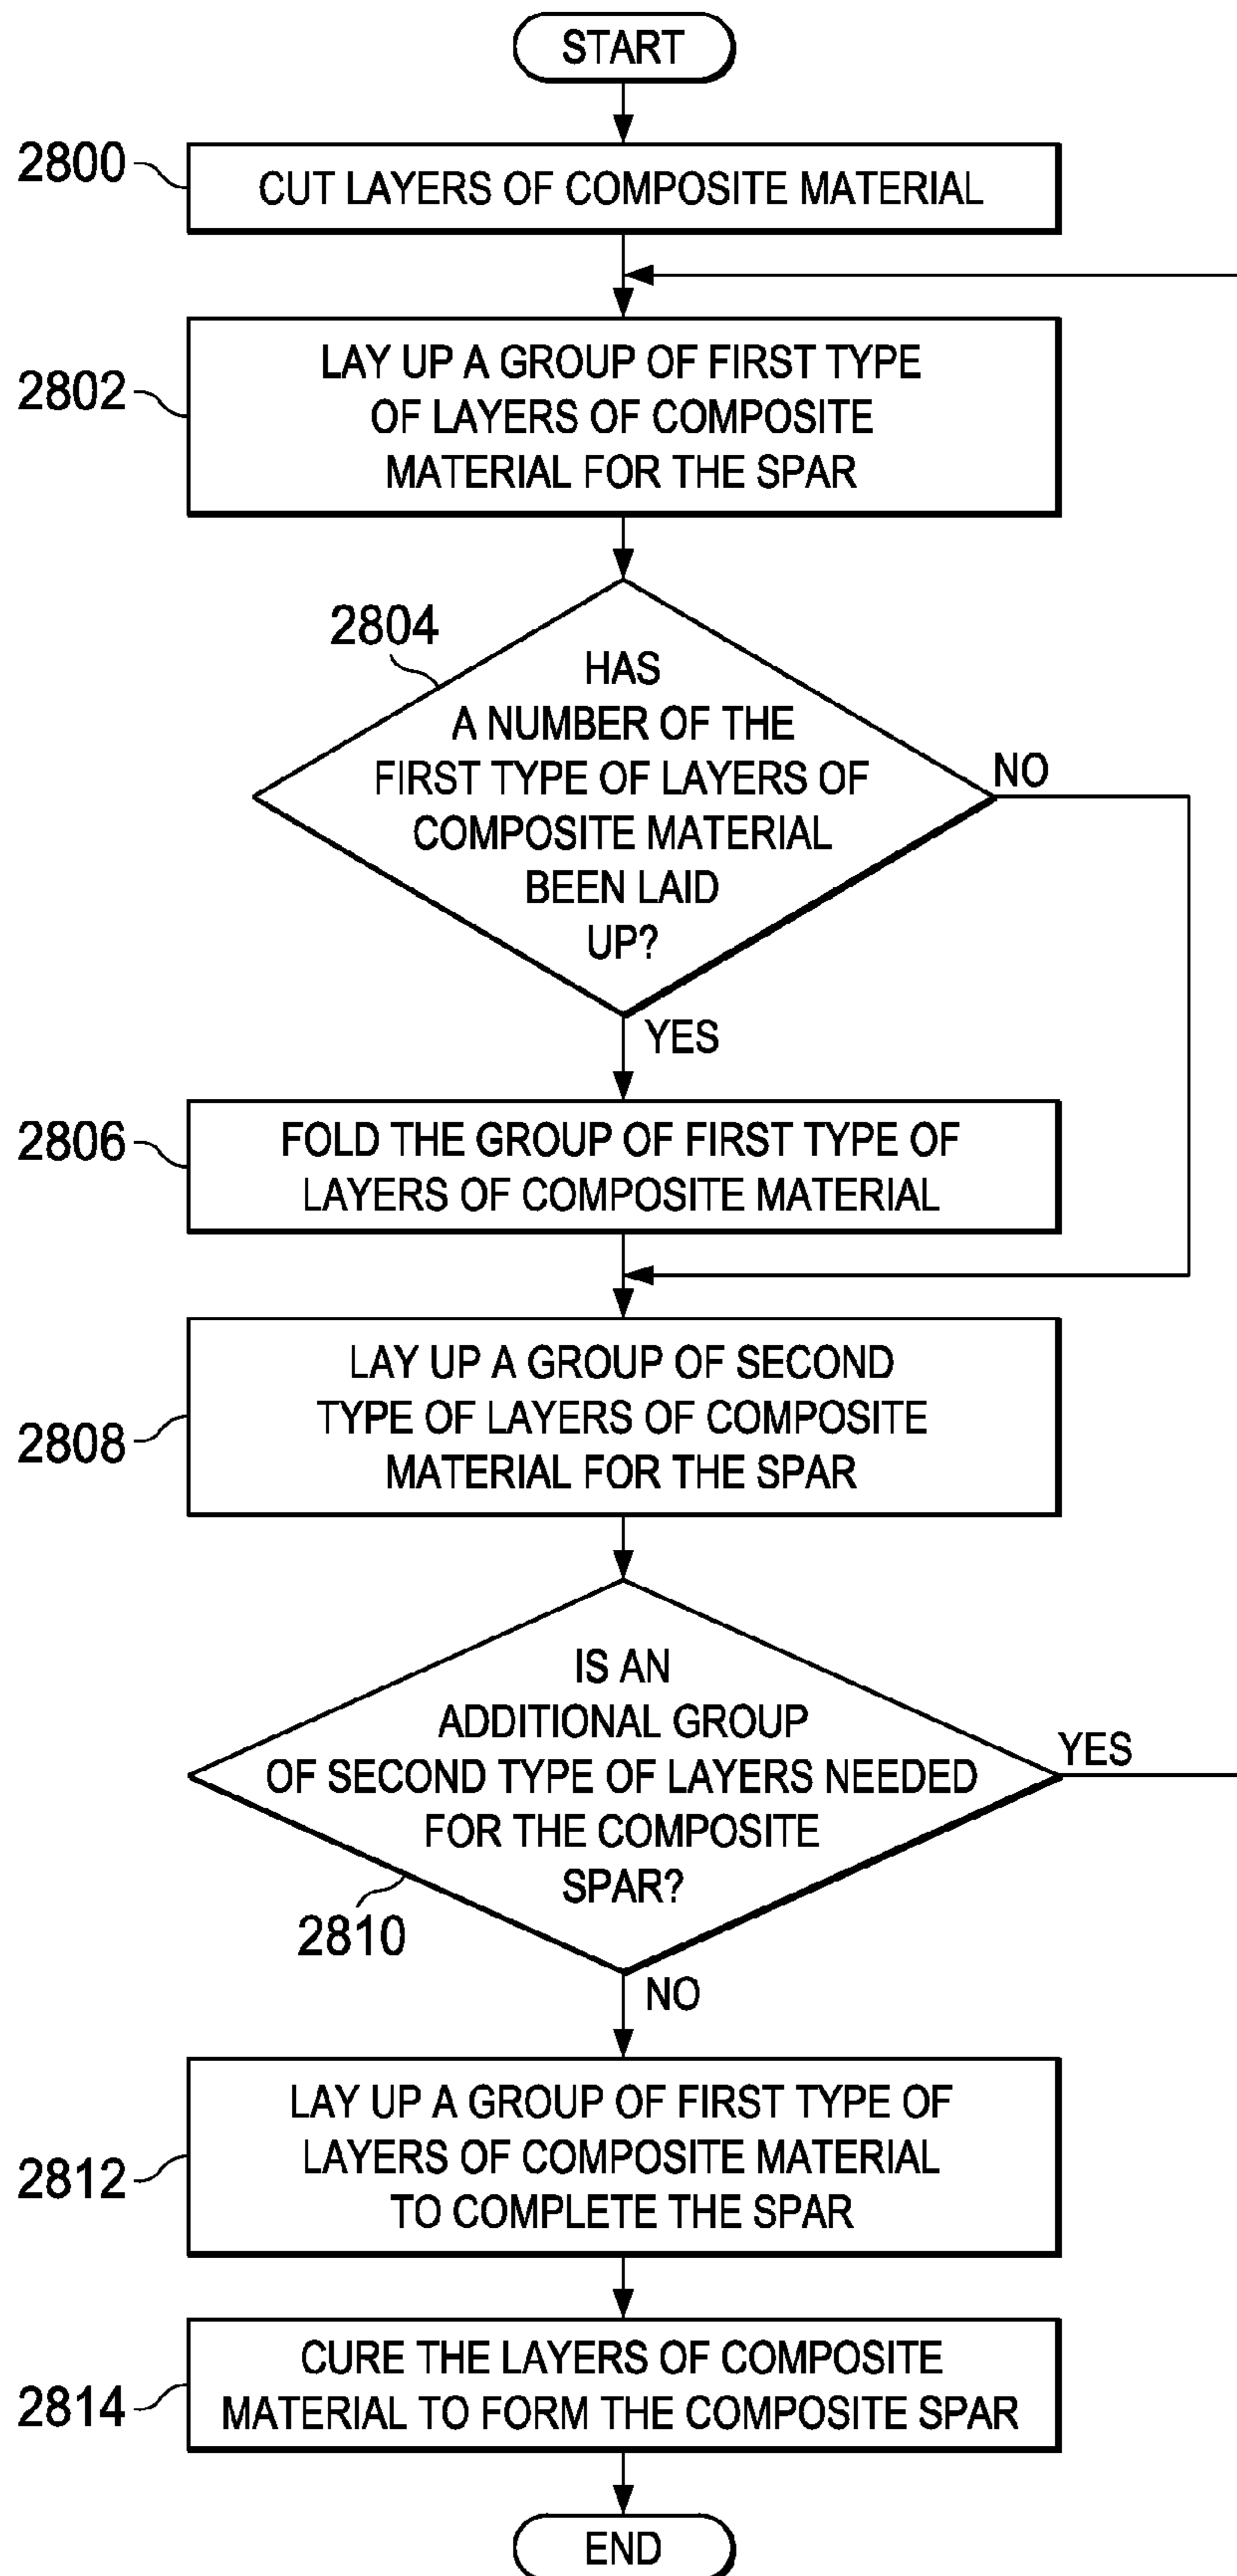 START
2800
CUT LAYERS OF COMPOSITE MATERIAL
2802
LAY UP A GROUP OF FIRST TYPE
OF LAYERS OF COMPOSITE
MATERIAL FOR THE SPAR
2804
HAS
A NUMBER OF THE
FIRST TYPE OF LAYERS OF
COMPOSITE MATERIAL
BEEN LAID
UP?
NO
YES
2806
FOLD THE GROUP OF FIRST TYPE OF
LAYERS OF COMPOSITE MATERIAL
2808
LAY UP A GROUP OF SECOND
TYPE OF LAYERS OF COMPOSITE
MATERIAL FOR THE SPAR
IS AN
ADDITIONAL GROUP
OF SECOND TYPE OF LAYERS NEEDED
FOR THE COMPOSITE
SPAR?
YES
2810
NO
2812
LAY UP A GROUP OF FIRST TYPE OF
LAYERS OF COMPOSITE MATERIAL
TO COMPLETE THE SPAR
2814
CURE THE LAYERS OF COMPOSITE
MATERIAL TO FORM THE COMPOSITE SPAR
END